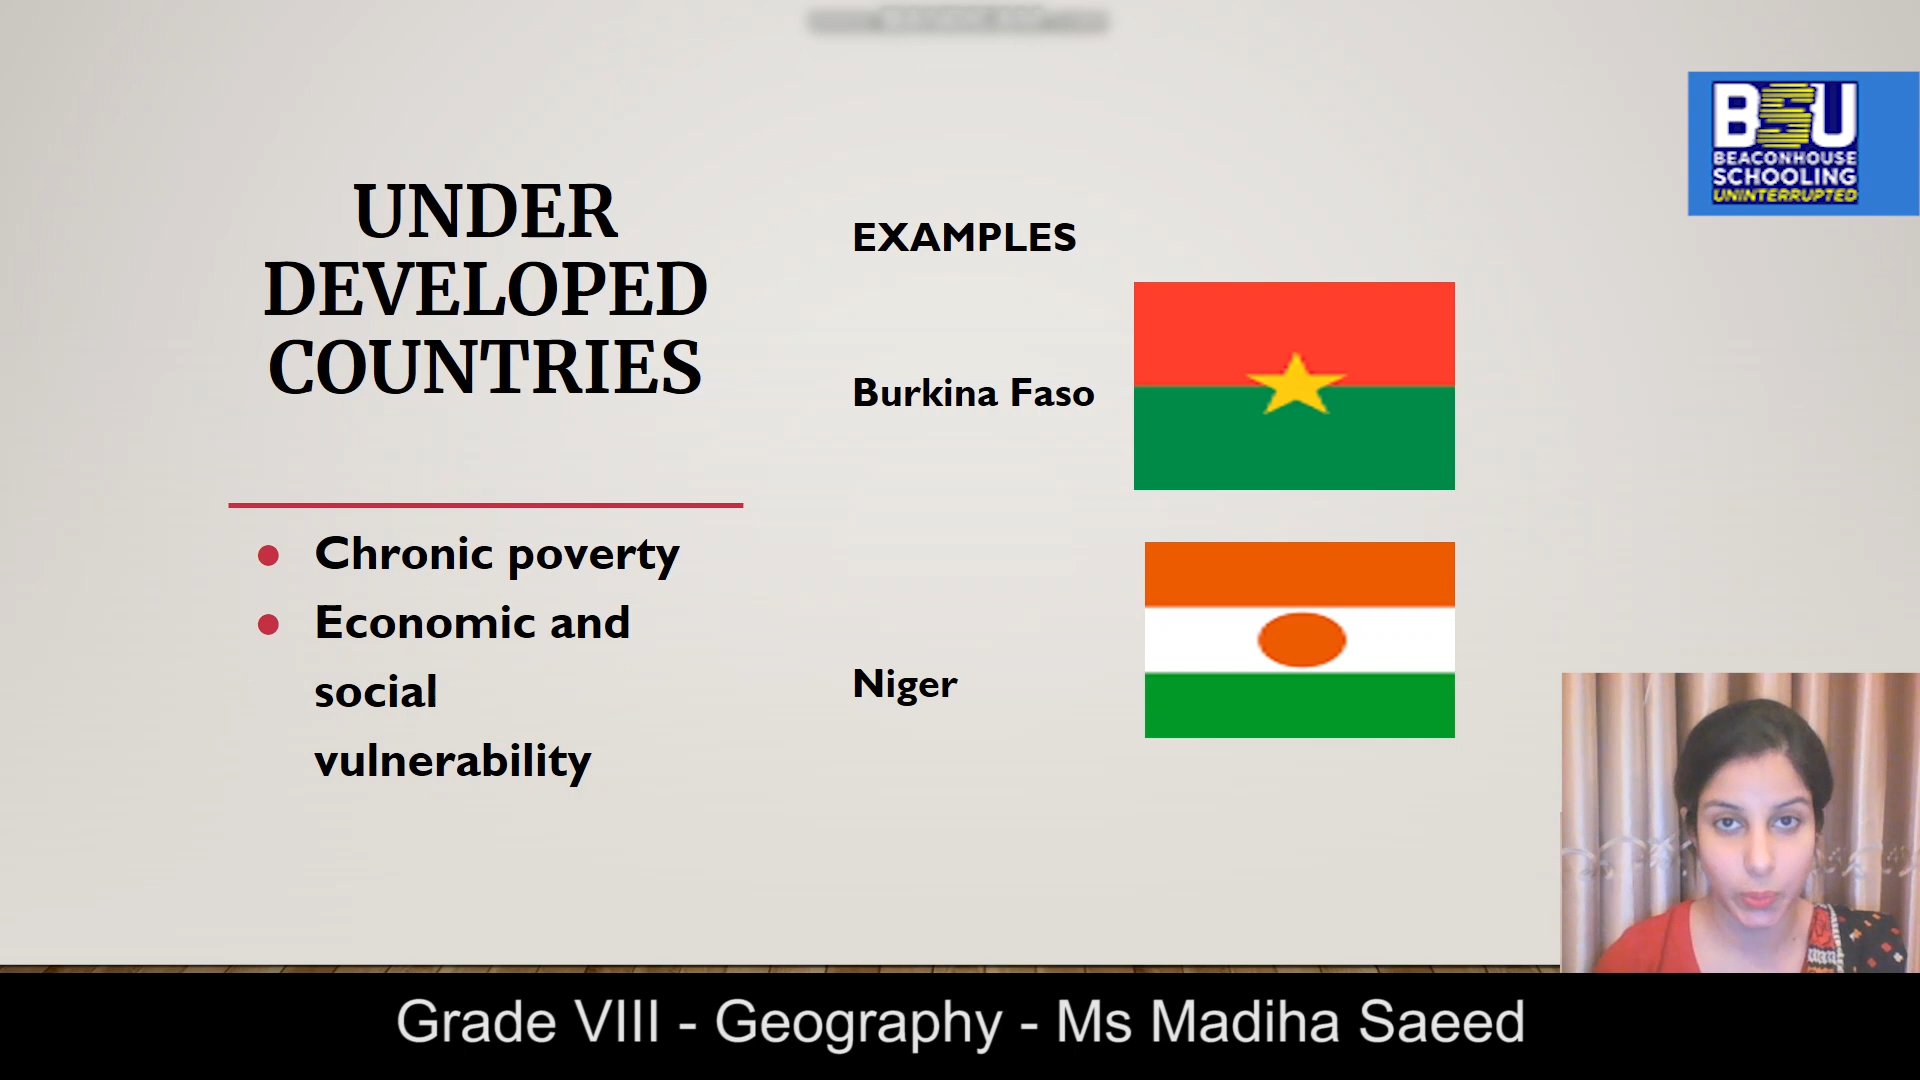 UNDER
DEVELOPED
COUNTRIES
Chronic poverty
Economic and
social
vulnerability
EXAMPLES
Burkina Faso
Niger
BSU
BEACONHOUSE
SCHOOLING
UNINTERRUPTED
Grade VIII - Geography - Ms Madiha Saeed